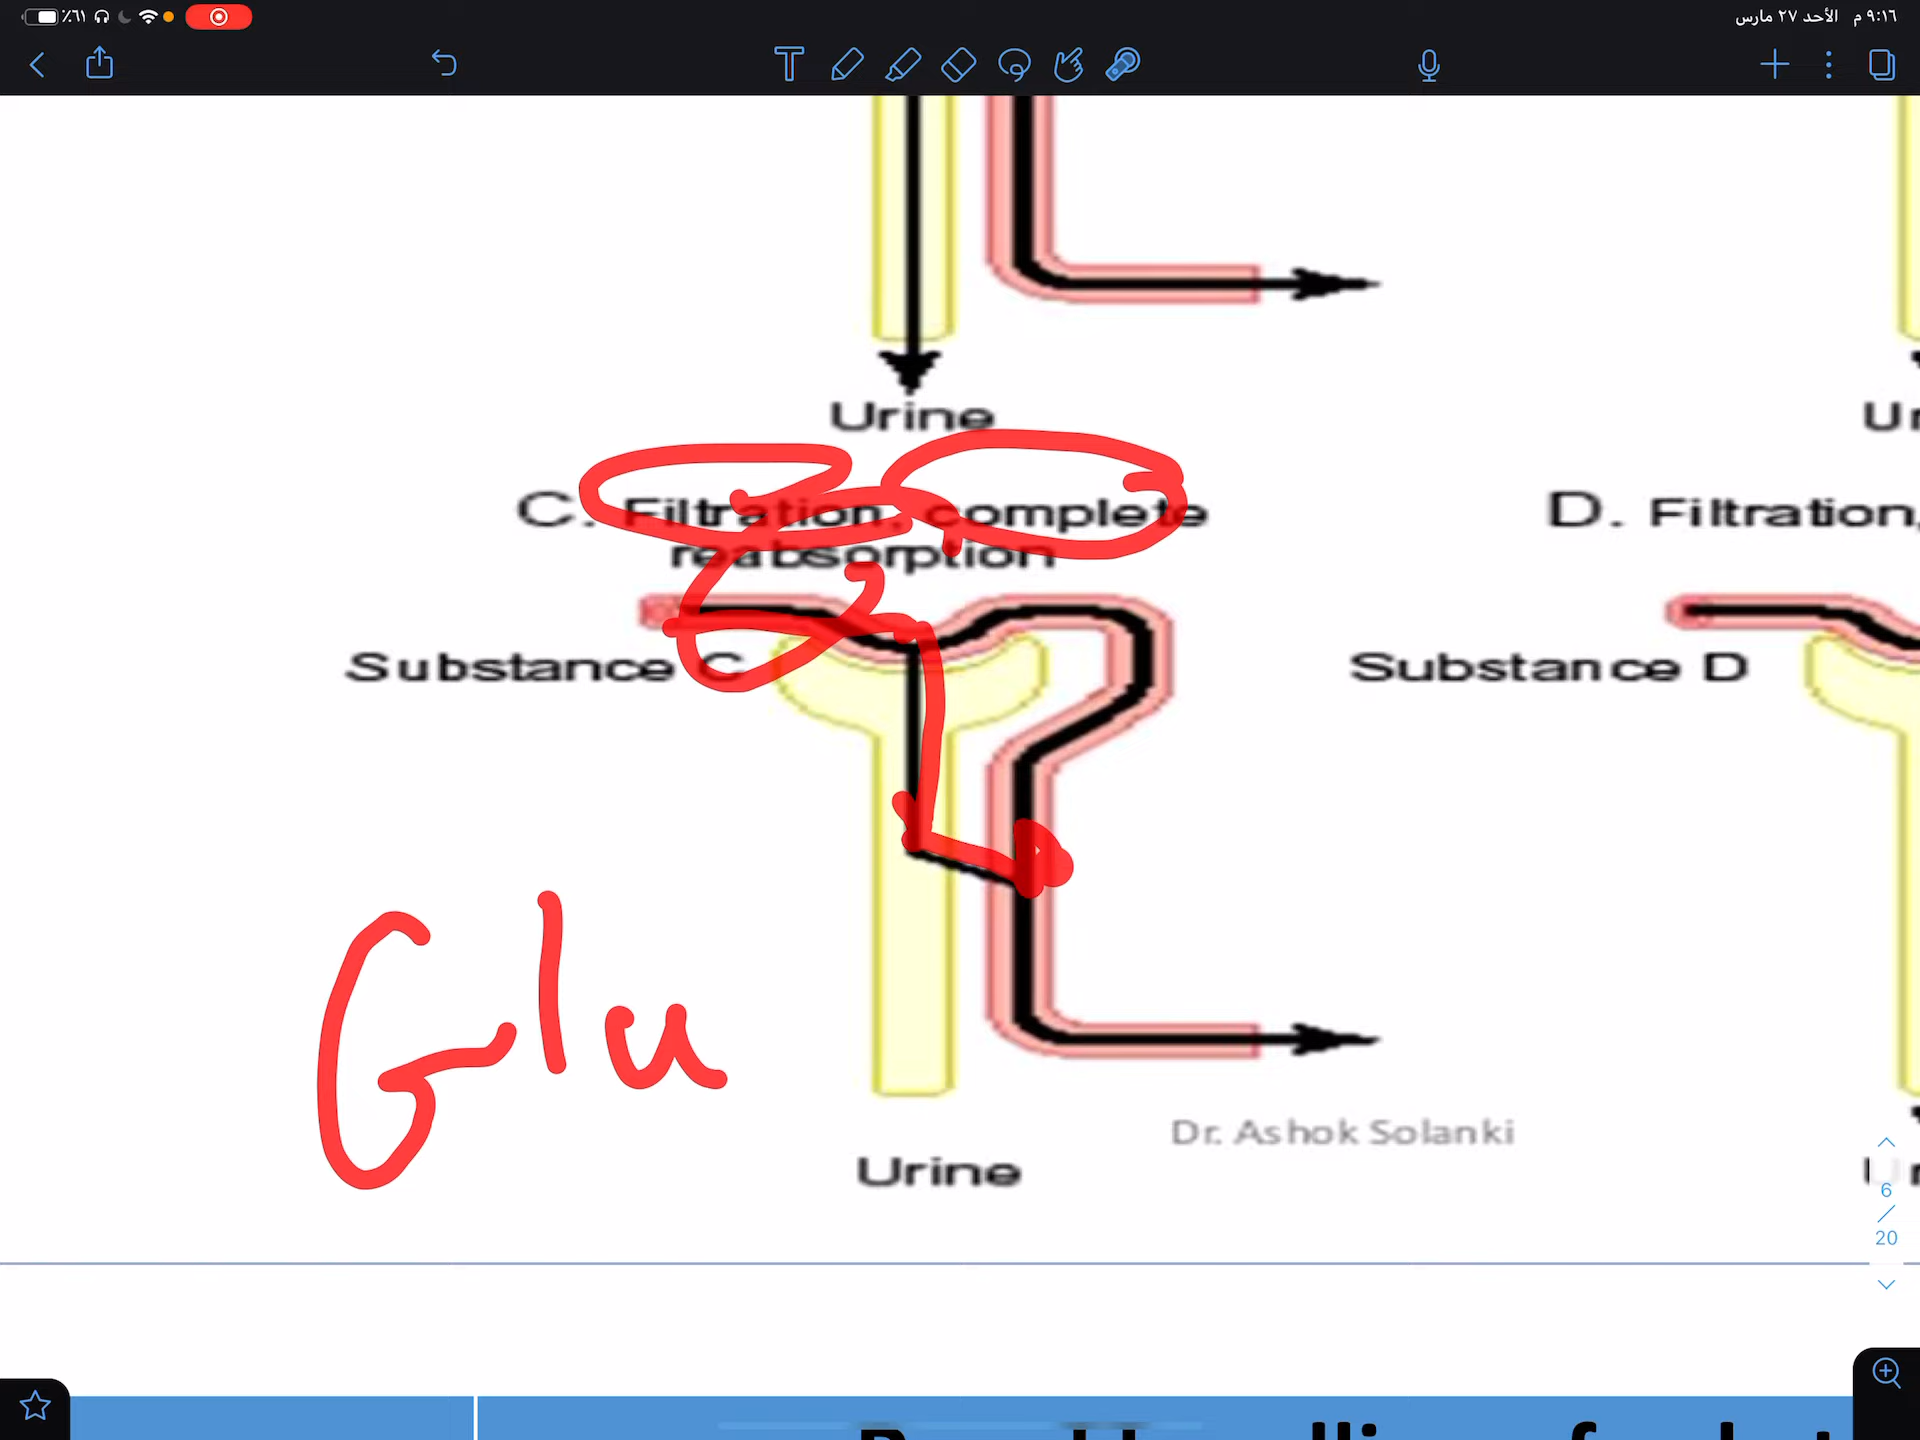 ٪٦١
٩:١٦ م الأحد ٢٧ مارس
Urine
C. Filtration, complete
reabsorption
D. Filtration,
Substance C
Substance D
Glu
Dr. Ashok Solanki
Urine
6
/
20